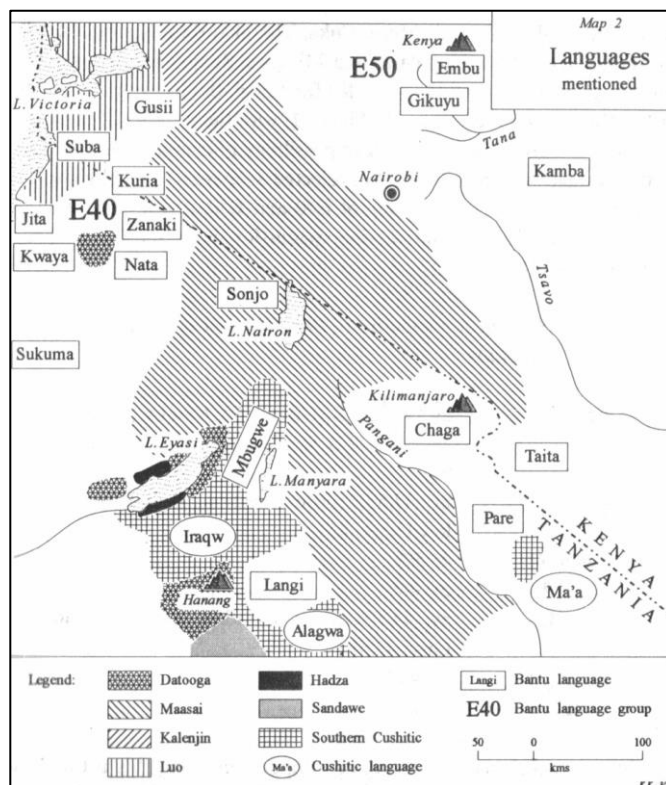 Map 2
Languages
mentioned
Kenya
E50
Embu
Gikuyu
Tana
Kamba
Nairobi
Tsavo
L. Victoria
Gusii
Suba
Kuria
Jita
E40
Zanaki
Kwaya
Nata
Sonjo
L. Natron
Sukuma
Kilimanjaro
Chaga
Pangani
Taita
L. Eyasi
Mbugwe
L. Manyara
Pare
KENYA
TANZANIA
Iraqw
Hanang
Langi
Ma'a
Alagwa
Legend:
Datooga
Hadza
Langi Bantu language
Maasai
Sandawe
E40 Bantu language group
Kalenjin
Southern Cushitic
50 0 100
kms
Luo
Ma'a Cushitic language